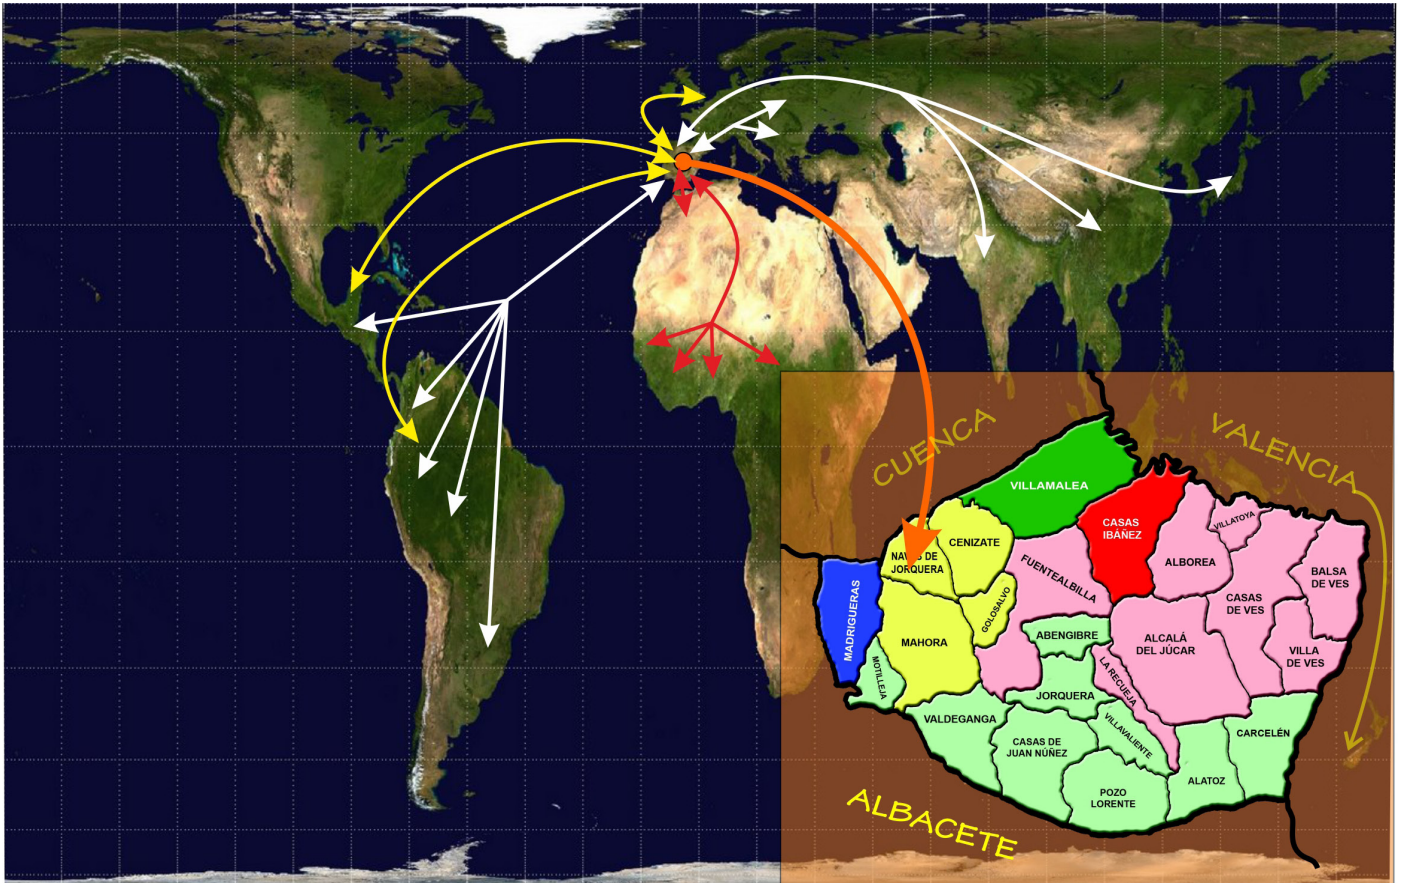 CUENCA
VALENCIA
VILLAMALEA
CASAS
IBÁÑEZ
VILLATOYA
CENIZATE
NAVAS DE
JORQUERA
FUENTEALBILLA
ALBOREA
BALSA
DE VES
CASAS
DE VES
MADRIGUERAS
GOLOSALVO
MAHORA
ABENGIBRE
ALCALÁ
DEL JÚCAR
VILLA
DE VES
MOTILLEJA
LA RECUEJA
JORQUERA
VALDEGANGA
VILLAVALIENTE
CARCELÉN
CASAS DE
JUAN NÚÑEZ
ALATOZ
POZO
LORENTE
ALBACETE